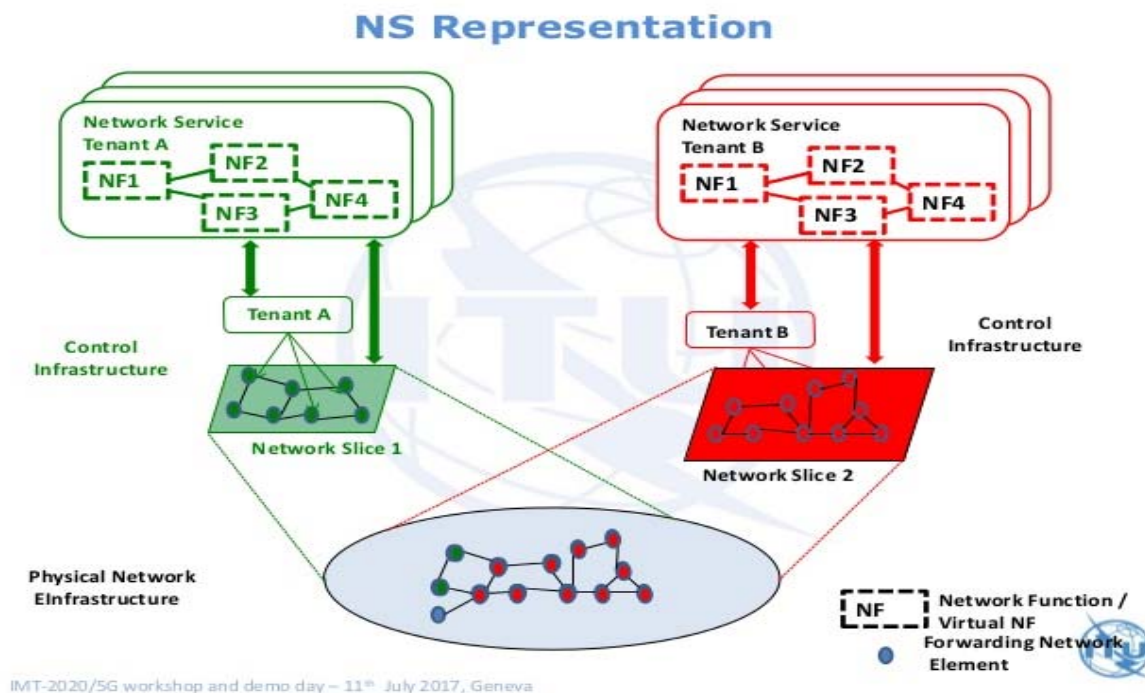 NS Representation
Network Service
Tenant A
NF1
NF2
NF3
NF4
Network Service
Tenant B
NF1
NF2
NF3
NF4
Tenant A
Tenant B
Control
Infrastructure
Control
Infrastructure
Network Slice 1
Network Slice 2
Physical Network
EInfrastructure
NF
Network Function /
Virtual NF
Forwarding Network
Element
ITU
IMT-2020/5G workshop and demo day – 11th July 2017, Geneva